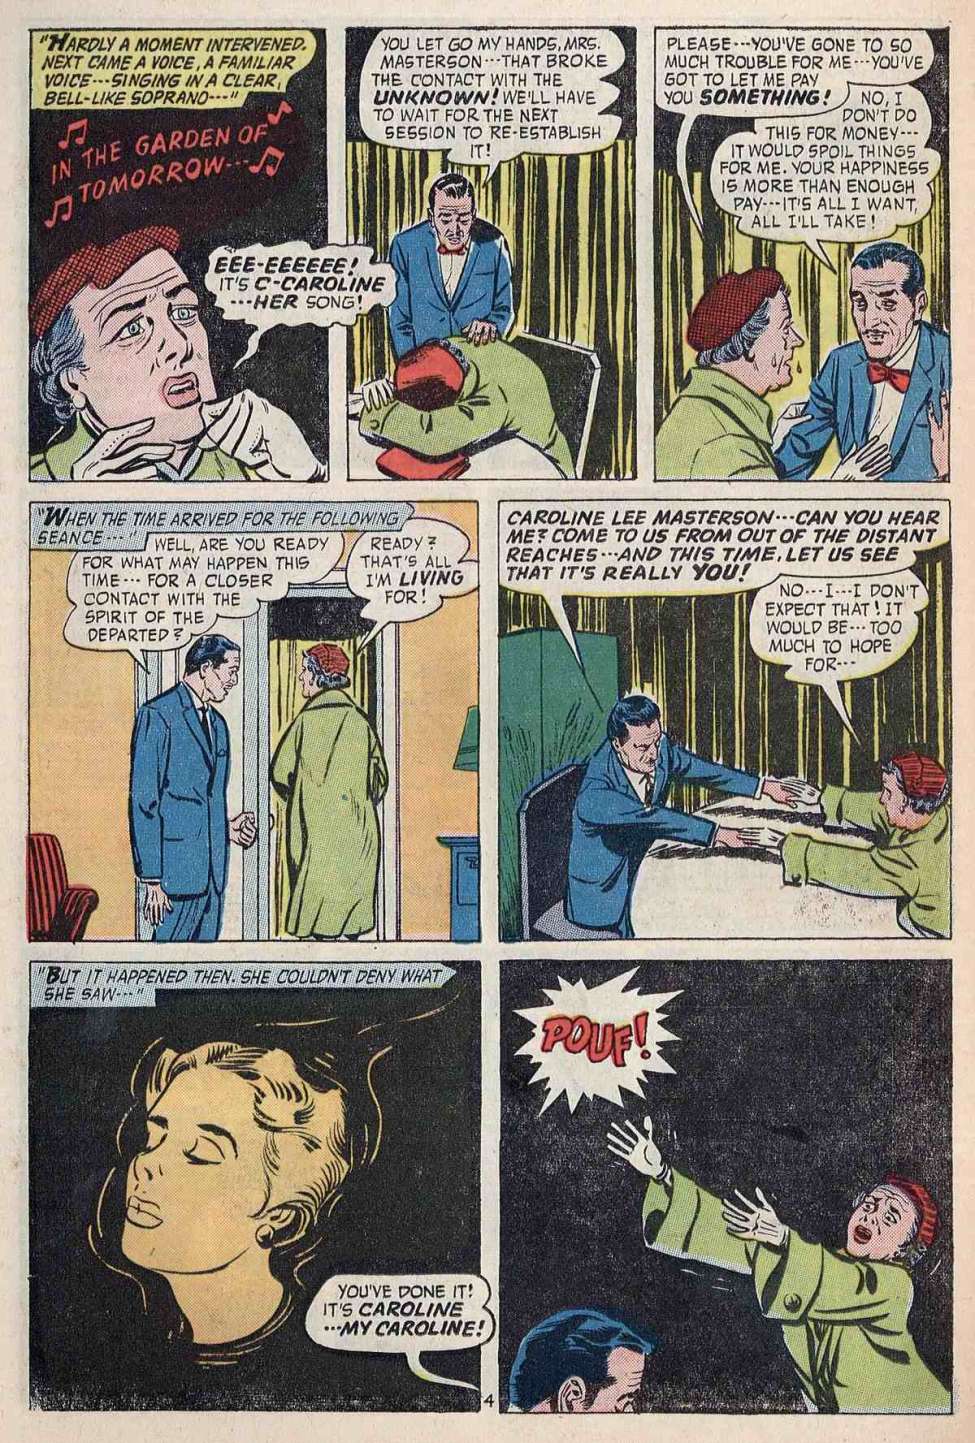 "HARDLY A MOMENT INTERVENED.
NEXT CAME A VOICE, A FAMILIAR
VOICE---SINGING IN A CLEAR,
BELL-LIKE SOPRANO---"
IN THE GARDEN OF
TOMORROW---
EEE-EEEEEE!
IT'S C-CAROLINE
---HER SONG!
YOU LET GO MY HANDS, MRS.
MASTERSON---THAT BROKE
THE CONTACT WITH THE
UNKNOWN! WE'LL HAVE
TO WAIT FOR THE NEXT
SESSION TO RE-ESTABLISH
IT!
PLEASE---YOU'VE GONE TO SO
MUCH TROUBLE FOR ME---YOU'VE
GOT TO LET ME PAY
YOU SOMETHING!
NO, I
DON'T DO
THIS FOR MONEY---
IT WOULD SPOIL THINGS
FOR ME. YOUR HAPPINESS
IS MORE THAN ENOUGH
PAY---IT'S ALL I WANT,
ALL I'LL TAKE!
"WHEN THE TIME ARRIVED FOR THE FOLLOWING
SEANCE---"
WELL, ARE YOU READY
FOR WHAT MAY HAPPEN THIS
TIME--- FOR A CLOSER
CONTACT WITH THE
SPIRIT OF THE
DEPARTED?
READY?
THAT'S ALL
I'M LIVING
FOR!
CAROLINE LEE MASTERSON---CAN YOU HEAR
ME? COME TO US FROM OUT OF THE DISTANT
REACHES---AND THIS TIME, LET US SEE
THAT IT'S REALLY YOU!
NO---I---I DON'T
EXPECT THAT! IT
WOULD BE--- TOO
MUCH TO HOPE
FOR---
"BUT IT HAPPENED THEN. SHE COULDN'T DENY WHAT
SHE SAW---"
YOU'VE DONE IT!
IT'S CAROLINE
---MY CAROLINE!
POUF!
4